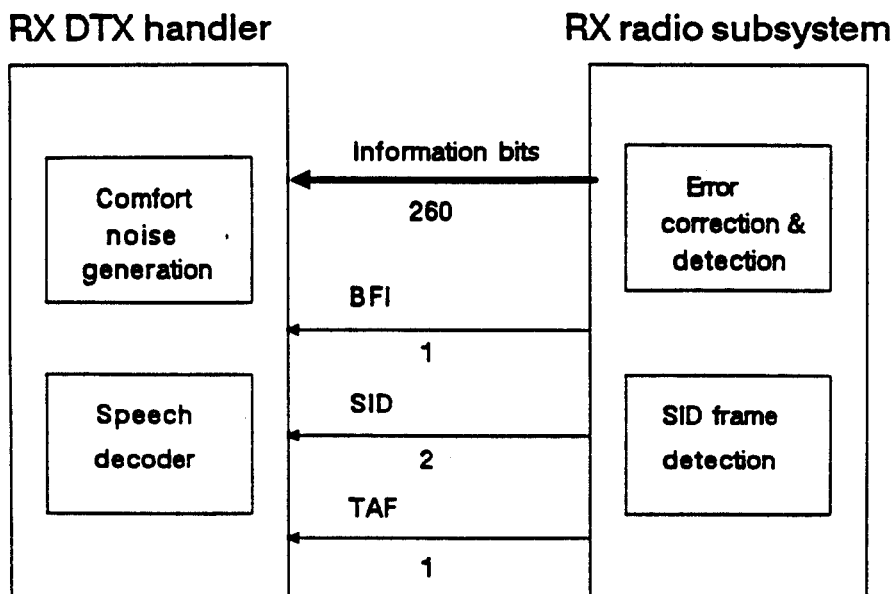 RX DTX handler
RX radio subsystem
Comfort
noise
generation
Speech
decoder
Information bits
260
BFI
1
SID
2
TAF
1
Error
correction &
detection
SID frame
detection